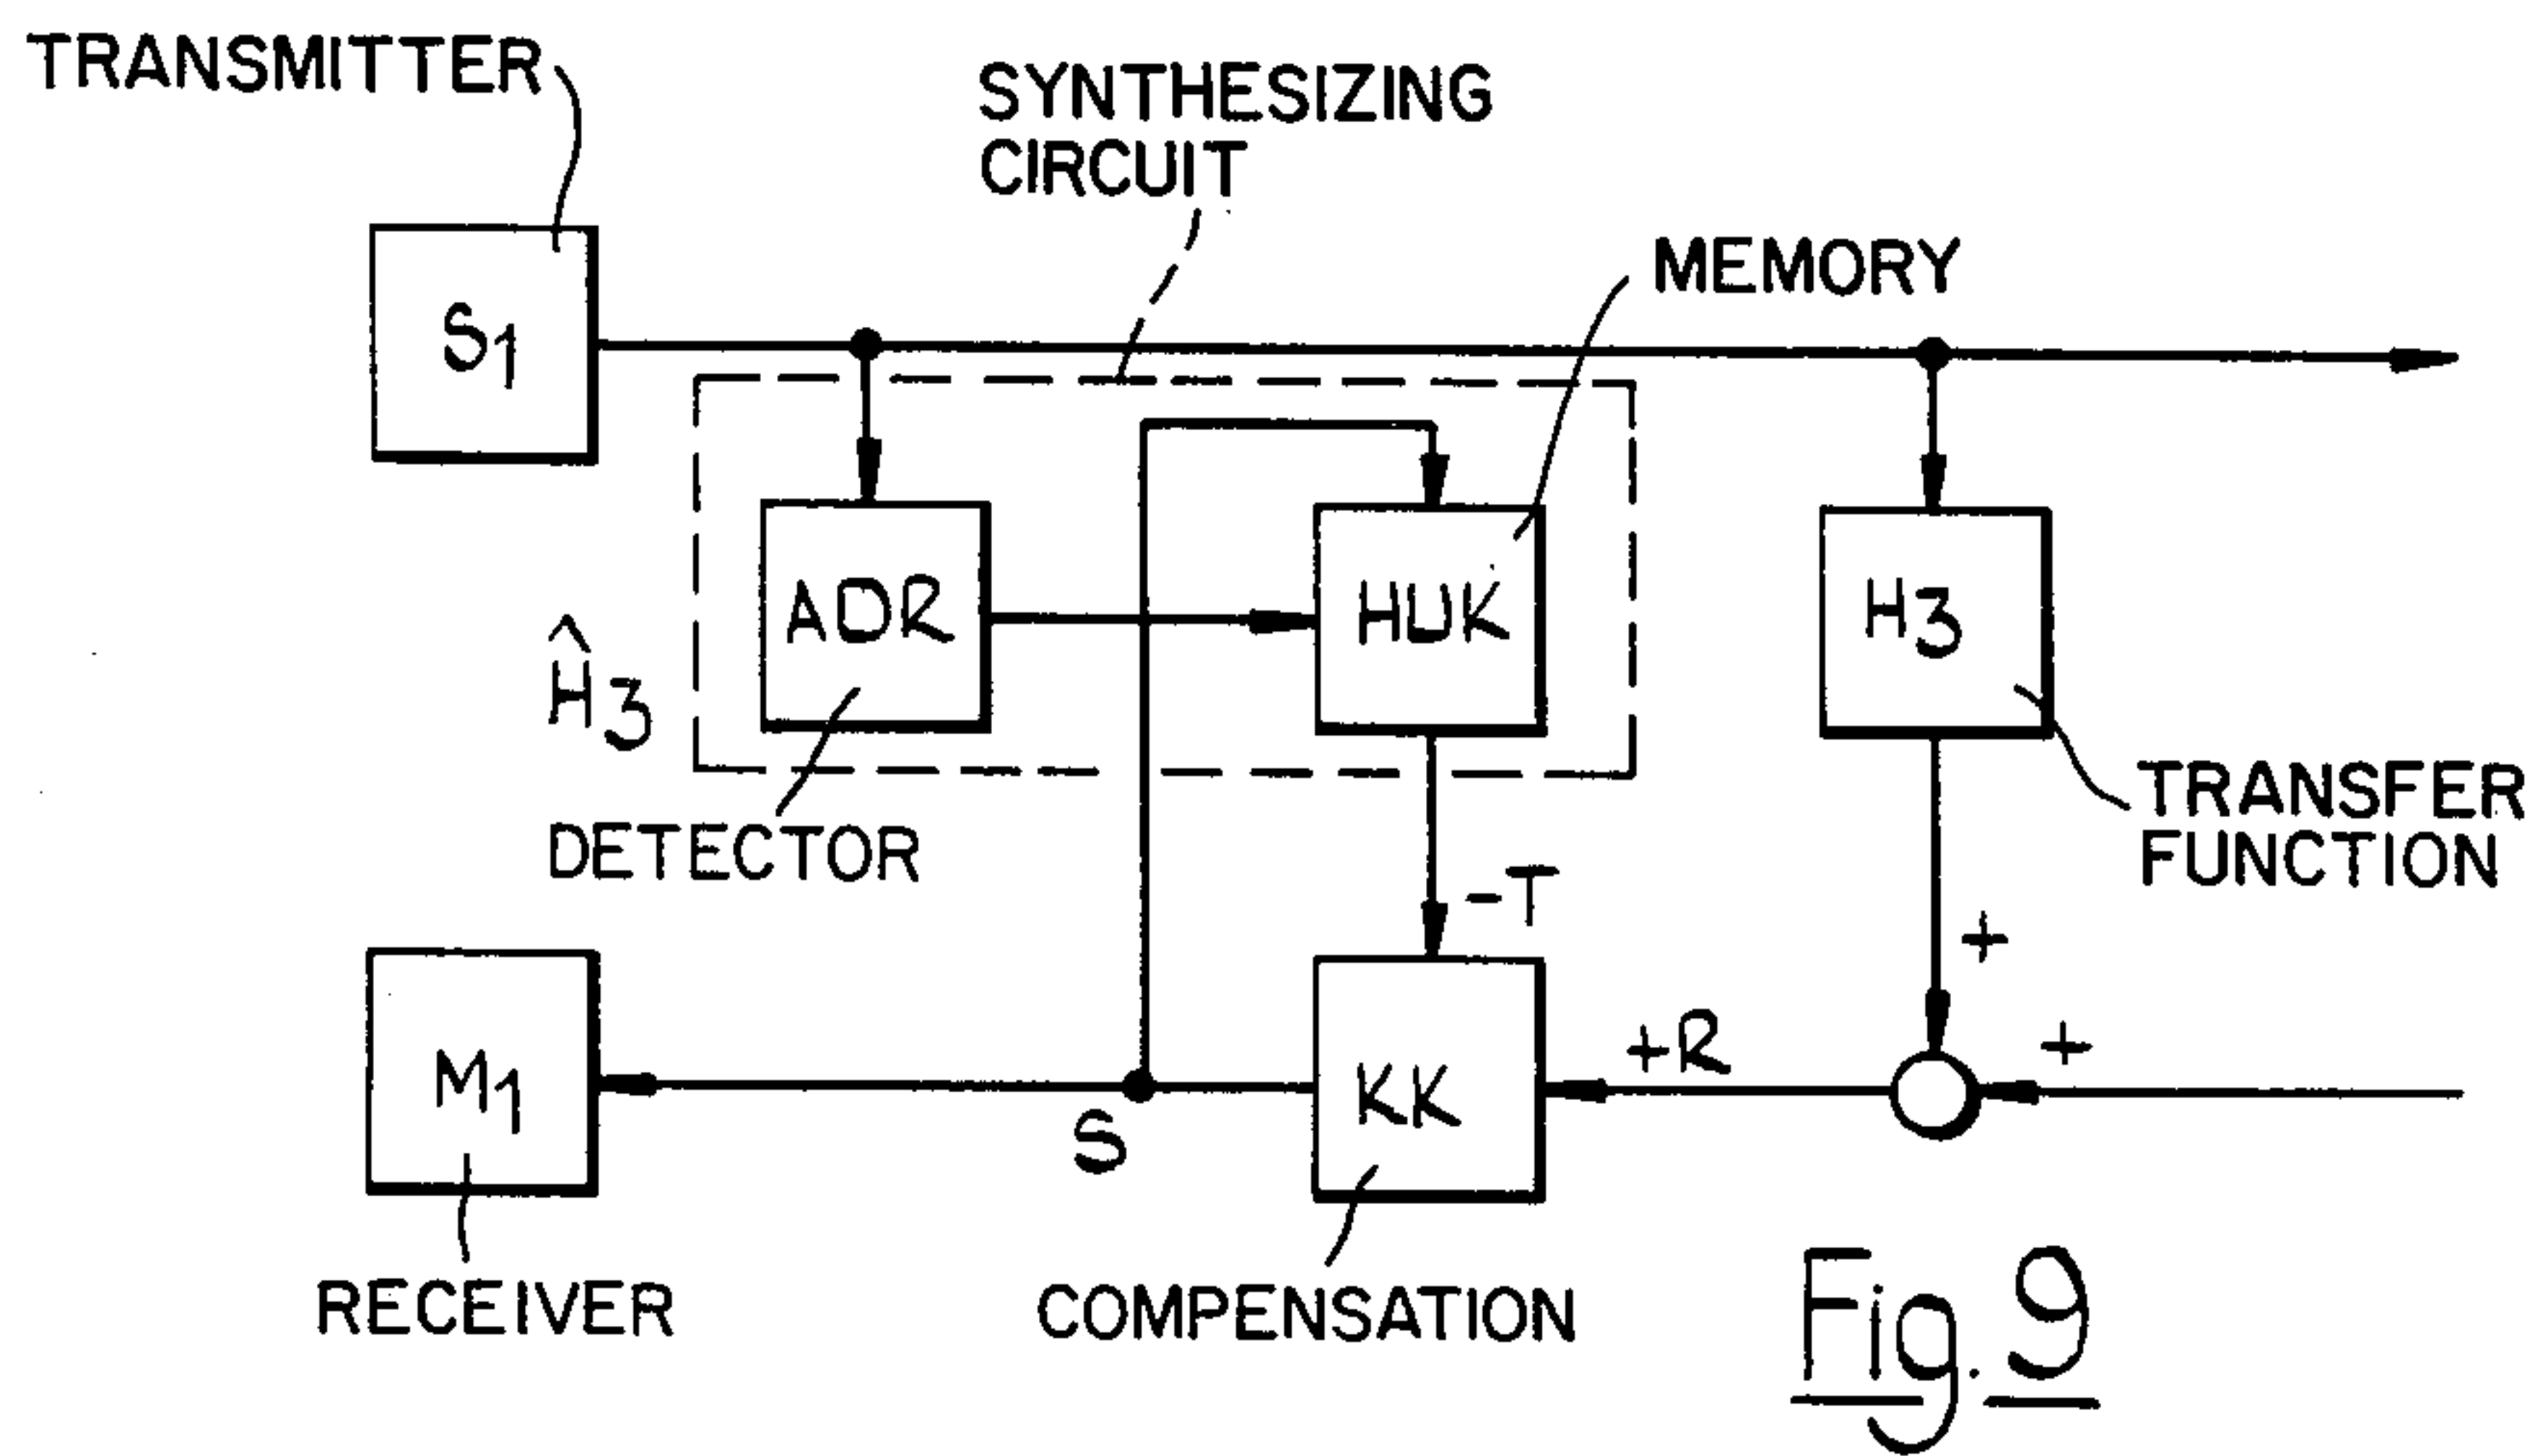 TRANSMITTER
SYNTHESIZING
CIRCUIT
MEMORY
S1
ADR
HUK
H3
Ĥ3
DETECTOR
TRANSFER
FUNCTION
-T
+
M1
S
KK
+R
+
RECEIVER
COMPENSATION
Fig. 9